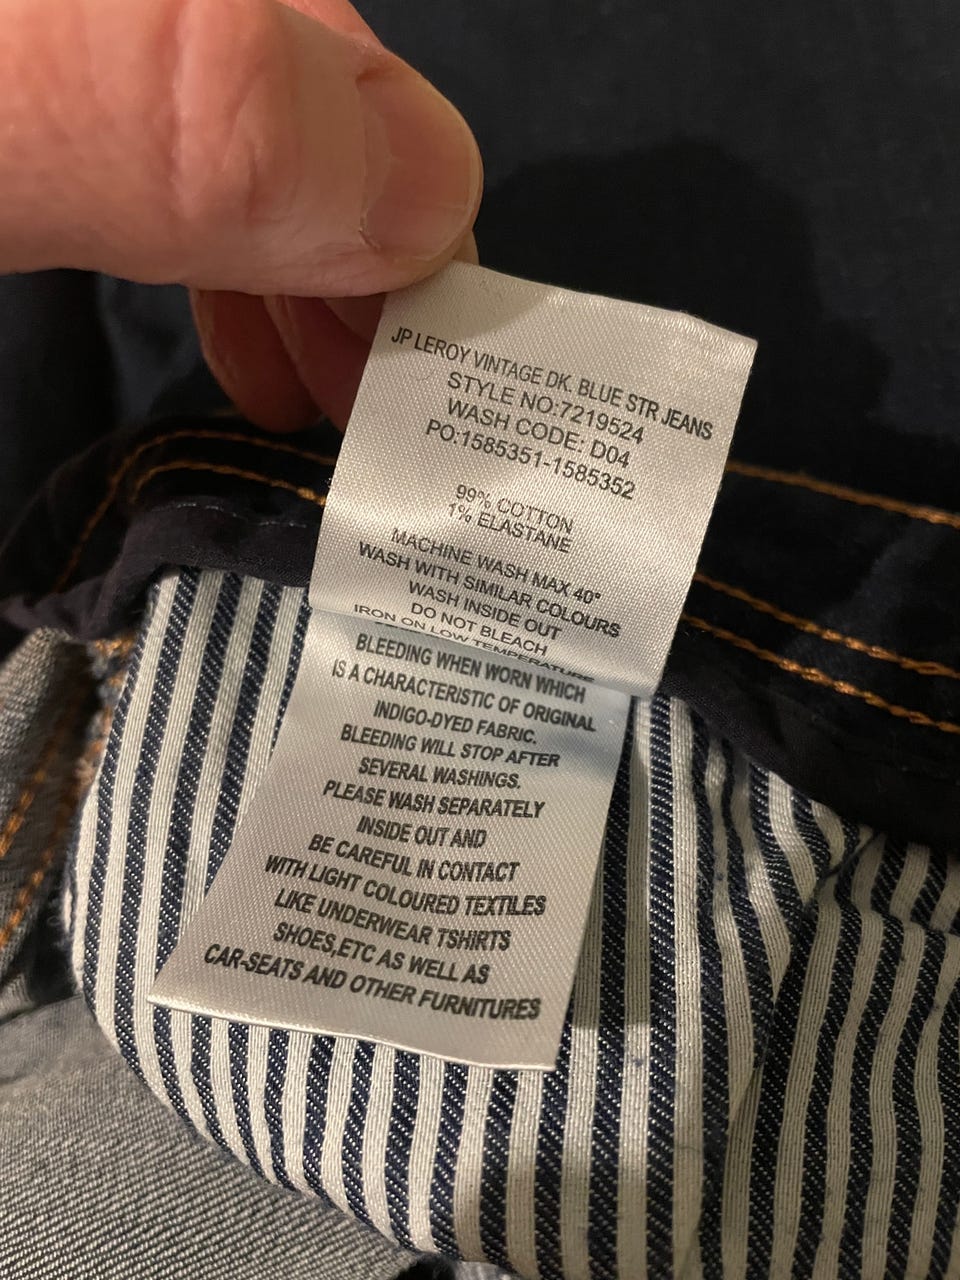 JP LEROY VINTAGE DK. BLUE STR JEANS
STYLE NO:7219524
WASH CODE: D04
PO:1585351-1585352
99% COTTON
1% ELASTANE
MACHINE WASH MAX 40°
WASH WITH SIMILAR COLOURS
WASH INSIDE OUT
DO NOT BLEACH
IRON ON LOW TEMPERATURE
BLEEDING WHEN WORN WHICH
IS A CHARACTERISTIC OF ORIGINAL
INDIGO-DYED FABRIC.
BLEEDING WILL STOP AFTER
SEVERAL WASHINGS.
PLEASE WASH SEPARATELY
INSIDE OUT AND
BE CAREFUL IN CONTACT
WITH LIGHT COLOURED TEXTILES
LIKE UNDERWEAR TSHIRTS
SHOES,ETC AS WELL AS
CAR-SEATS AND OTHER FURNITURES